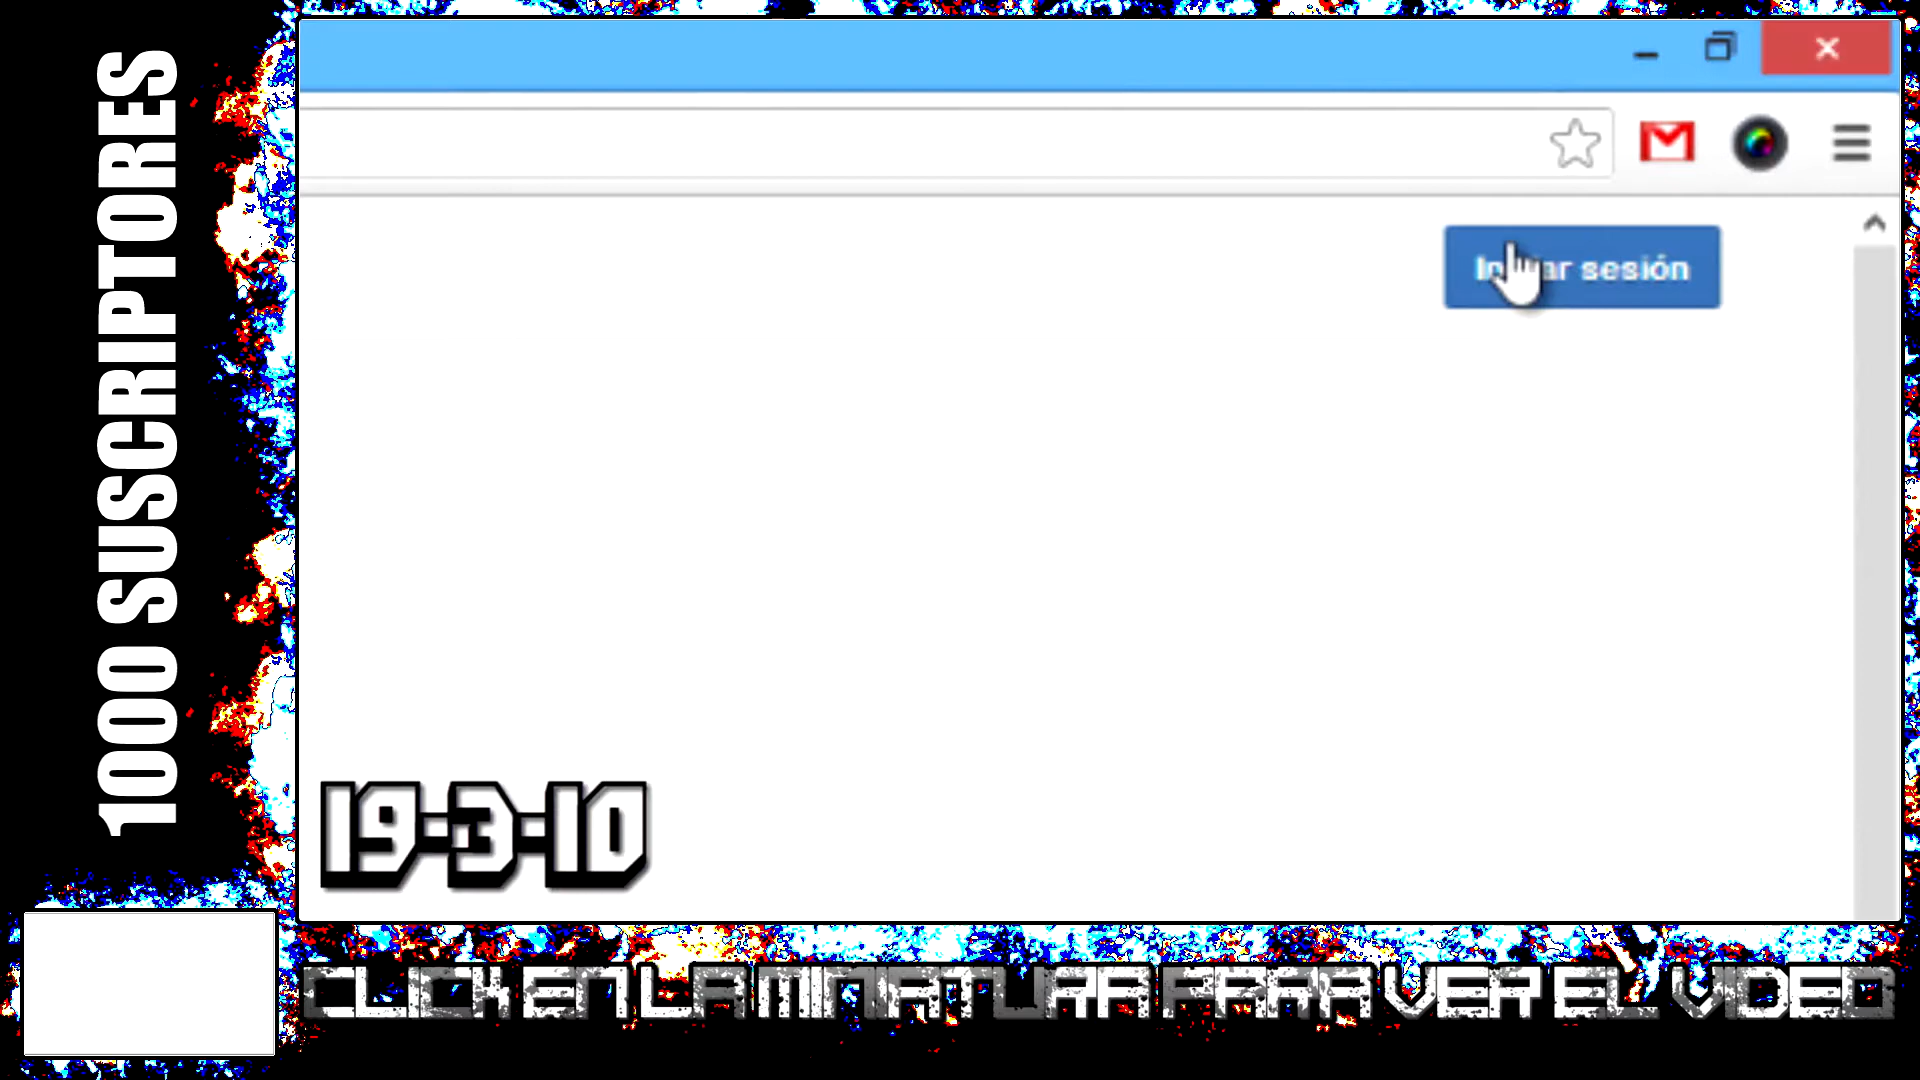 1000 SUSCRIPTORES
sesión
19-3-10
CLICK EN LA MINIATURA PARA VER EL VIDEO